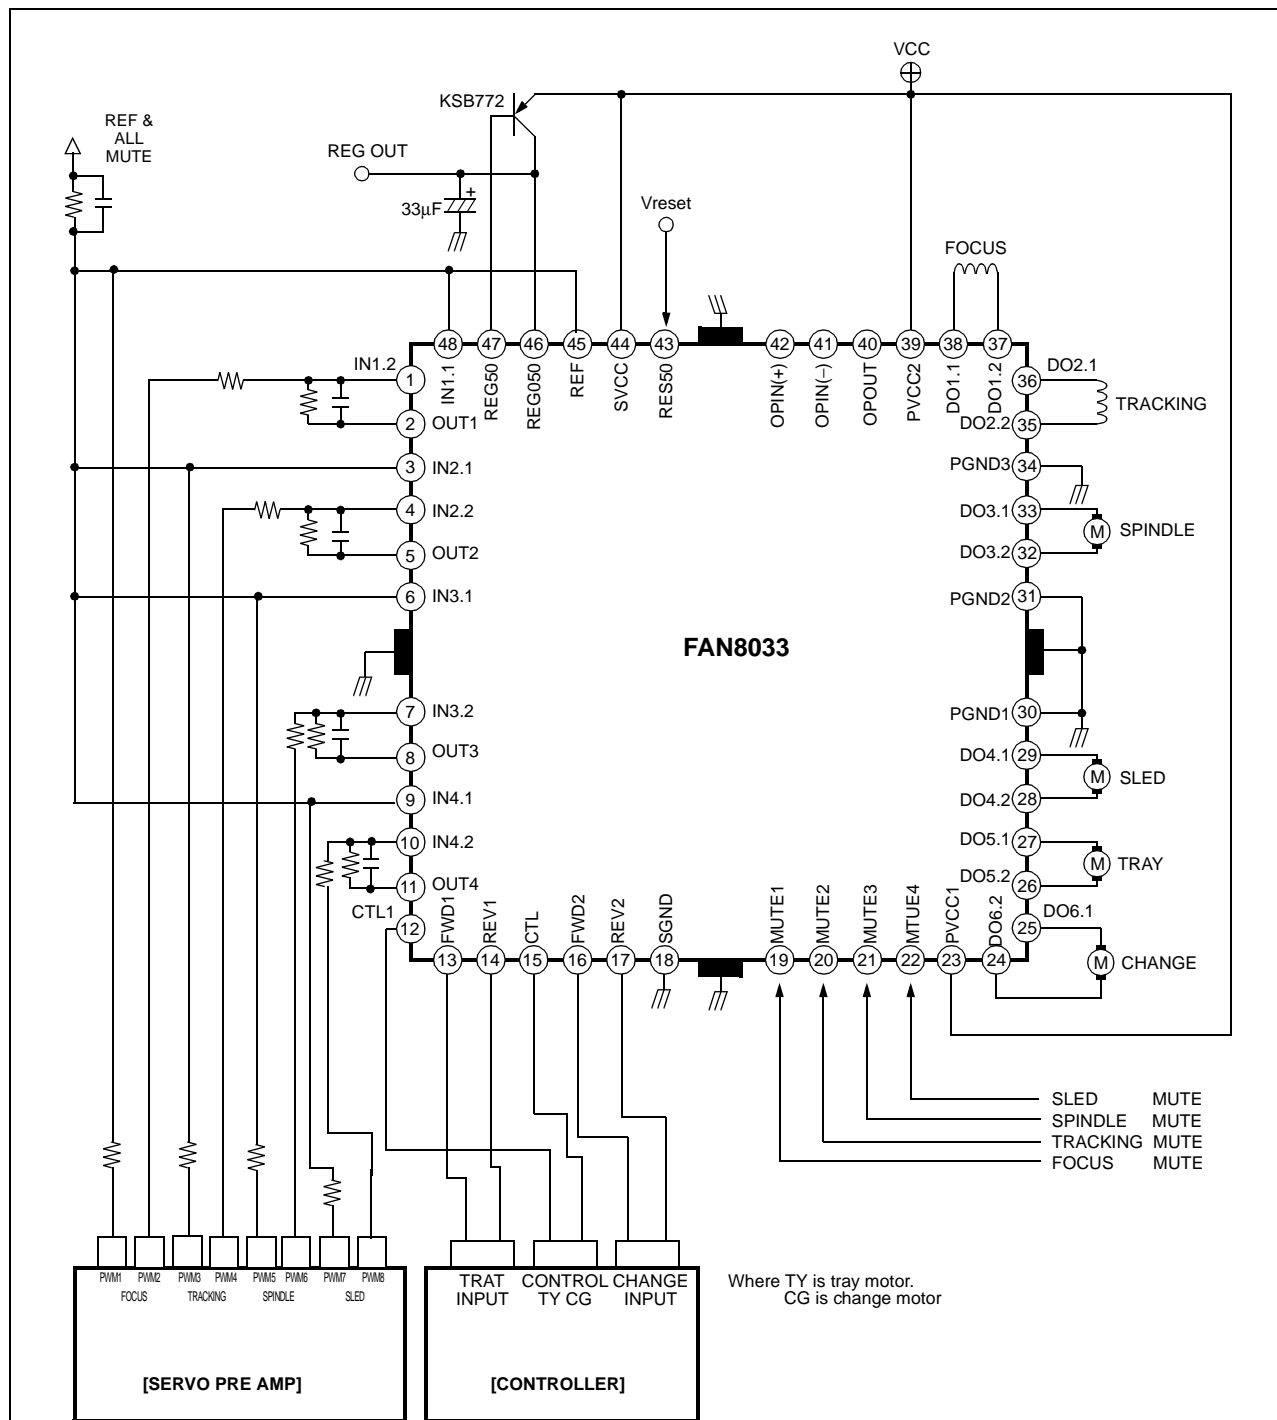 VCC
KSB772
REF &
ALL
MUTE
REG OUT
33µF
+
Vreset
FOCUS
48
47
46
45
44
43
42
41
40
39
38
37
IN1.1
REG50
REG050
REF
SVCC
RES50
OPIN(+)
OPIN(−)
OPOUT
PVCC2
DO1.1
DO1.2
IN1.2
1
2
OUT1
3
IN2.1
4
IN2.2
5
OUT2
6
IN3.1
7
IN3.2
8
OUT3
9
IN4.1
10
IN4.2
11
OUT4
CTL1
12
FAN8033
36
DO2.1
TRACKING
DO2.2
35
PGND3
34
DO3.1
33
M
SPINDLE
DO3.2
32
PGND2
31
PGND1
30
DO4.1
29
M
SLED
DO4.2
28
DO5.1
27
M
TRAY
DO5.2
26
DO6.1
25
M
CHANGE
FWD1
REV1
CTL
FWD2
REV2
SGND
MUTE1
MUTE2
MUTE3
MTUE4
PVCC1
DO6.2
13
14
15
16
17
18
19
20
21
22
23
24
SLED MUTE
SPINDLE MUTE
TRACKING MUTE
FOCUS MUTE
PWM1 PWM2 PWM3 PWM4 PWM5 PWM6 PWM7 PWM8
FOCUS TRACKING SPINDLE SLED
[SERVO PRE AMP]
TRAT CONTROL CHANGE
INPUT TY CG INPUT
[CONTROLLER]
Where TY is tray motor.
CG is change motor